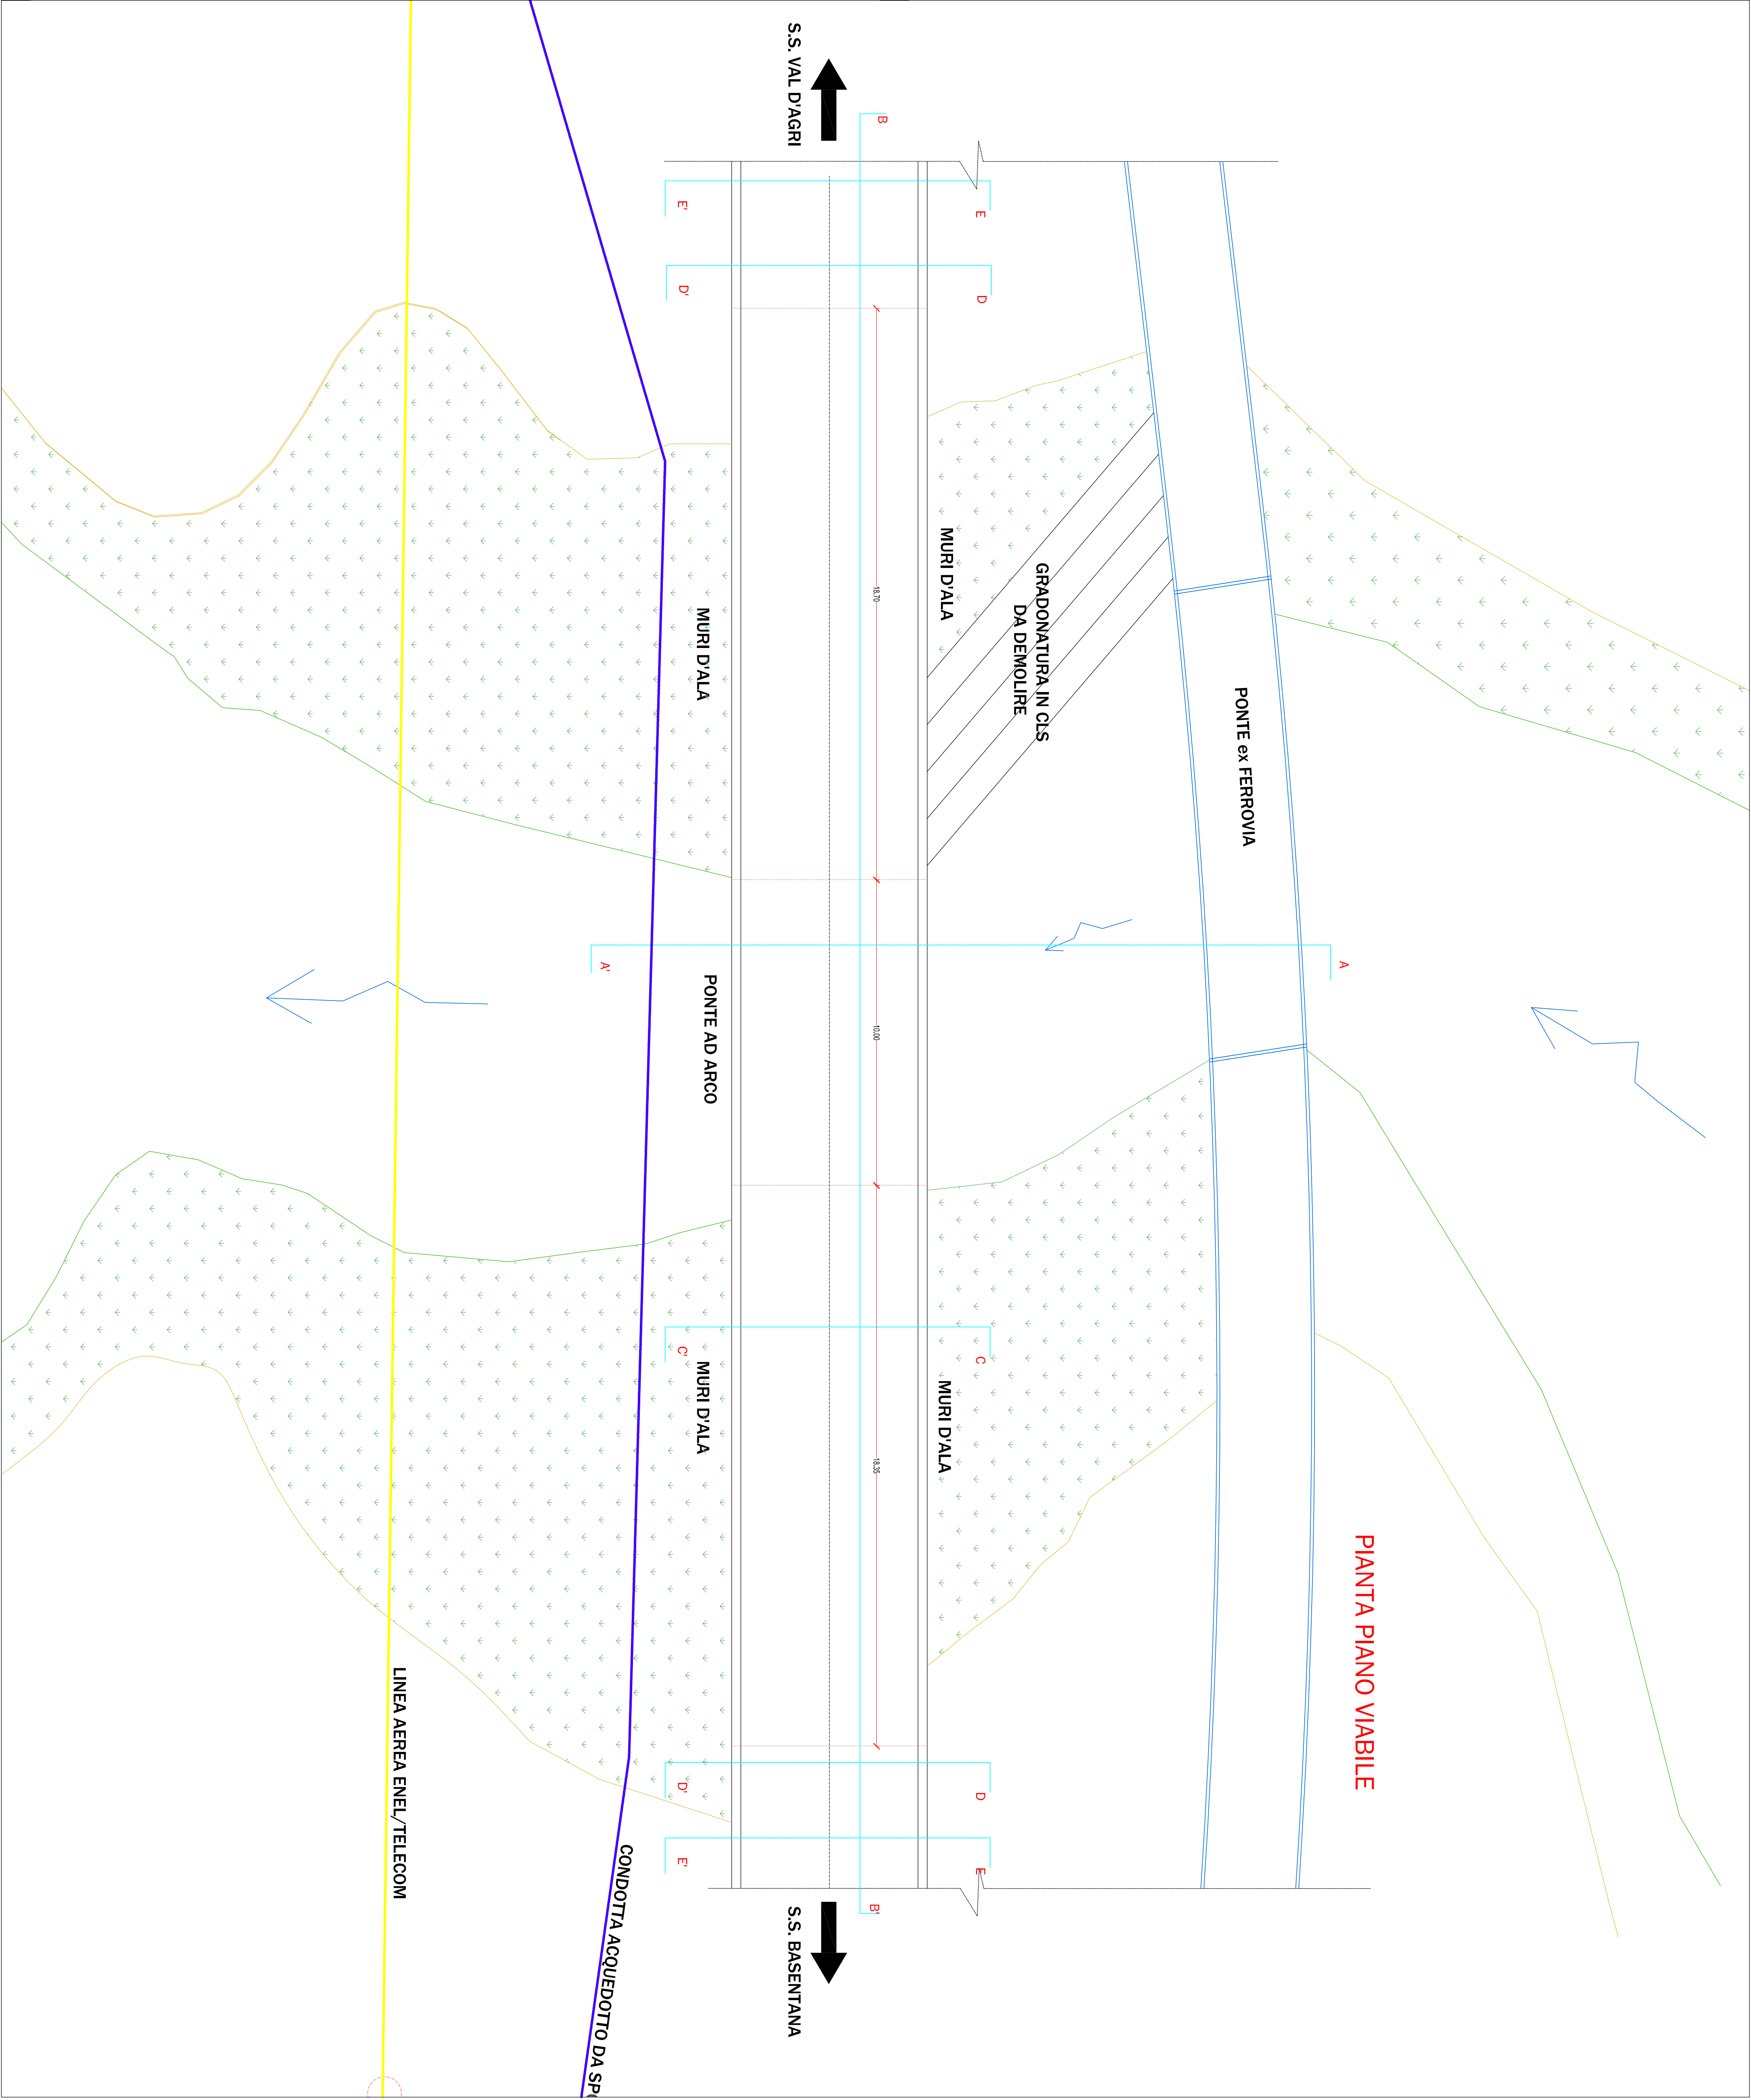 PIANTA PIANO VIABILE
PONTE ex FERROVIA
GRADONATURA IN CLS
DA DEMOLIRE
MURI D'ALA
MURI D'ALA
MURI D'ALA
MURI D'ALA
PONTE AD ARCO
S.S. VAL D'AGRI
S.S. BASENTANA
LINEA AEREA ENEL/TELECOM
CONDOTTA ACQUEDOTTO DA
18.70
10.00
18.35
B
B'
E
E'
D
D'
A
A'
C
C'
D
D'
E
E'